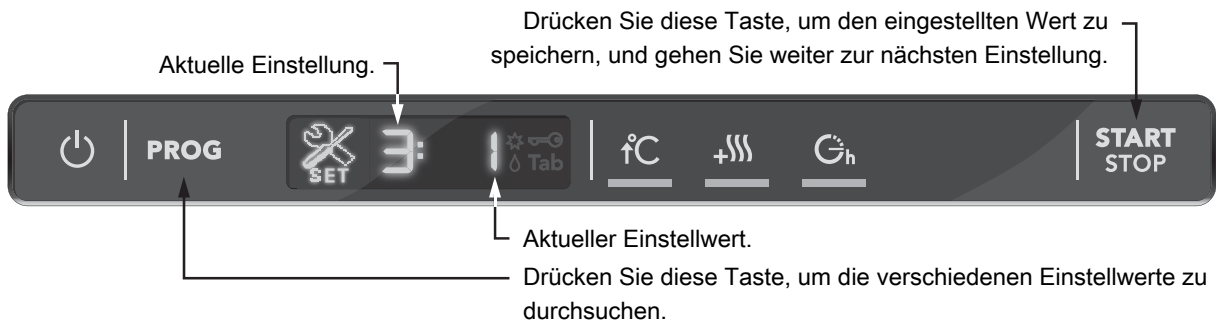 Drücken Sie diese Taste, um den eingestellten Wert zu
speichern, und gehen Sie weiter zur nächsten Einstellung.
Aktuelle Einstellung.
PROG
SET
3: 1
Tab
°C
+
h
START
STOP
Aktueller Einstellwert.
Drücken Sie diese Taste, um die verschiedenen Einstellwerte zu
durchsuchen.